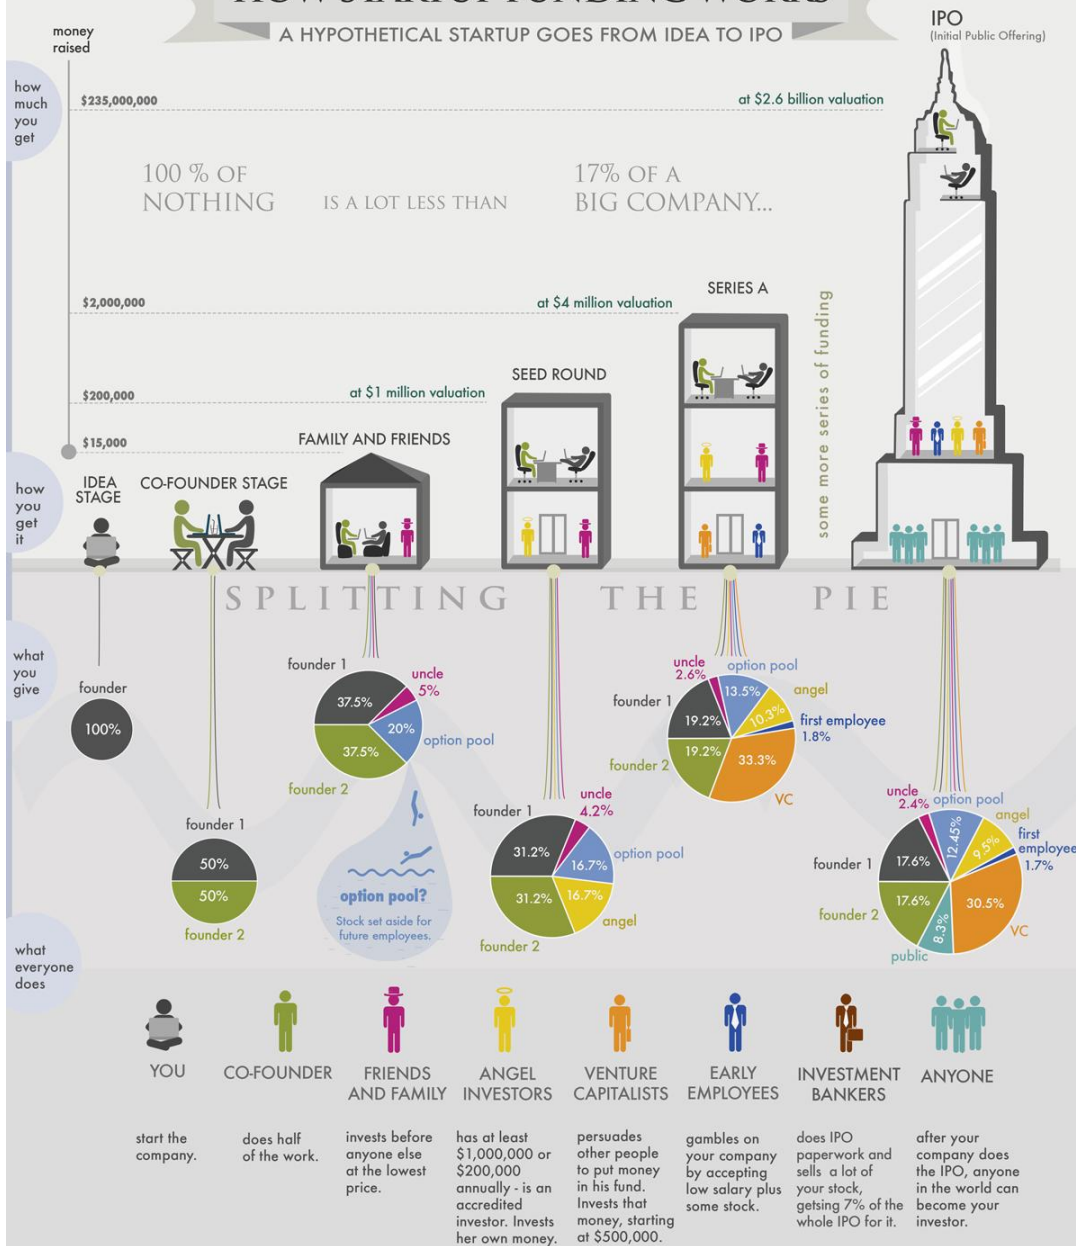 HOW STARTUP FUNDING WORKS
A HYPOTHETICAL STARTUP GOES FROM IDEA TO IPO
IPO
(Initial Public Offering)
money
raised
how
much
you
get
$235,000,000
at $2.6 billion valuation
100 % OF
NOTHING
IS A LOT LESS THAN
17% OF A
BIG COMPANY...
$2,000,000
at $4 million valuation
SERIES A
some more series of funding
$200,000
at $1 million valuation
SEED ROUND
$15,000
FAMILY AND FRIENDS
how
you
get
it
IDEA
STAGE
CO-FOUNDER STAGE
SPLITTING THE PIE
what
you
give
founder
100%
founder 1
50%
50%
founder 2
founder 1
uncle
5%
37.5%
20%
option pool
37.5%
founder 2
option pool?
Stock set aside for
future employees.
founder 1
uncle
4.2%
31.2%
16.7%
option pool
31.2%
16.7%
angel
founder 2
uncle
2.6%
option pool
13.5%
angel
10.3%
founder 1
19.2%
first employee
1.8%
19.2%
33.3%
founder 2
VC
uncle
2.4%
option pool
12.45%
angel
9.5%
first
employee
1.7%
founder 1
17.6%
17.6%
30.5%
founder 2
8.3%
VC
public
what
everyone
does
YOU
start the
company.
CO-FOUNDER
does half
of the work.
FRIENDS
AND FAMILY
invests before
anyone else
at the lowest
price.
ANGEL
INVESTORS
has at least
$1,000,000 or
$200,000
annually - is an
accredited
investor. Invests
her own money.
VENTURE
CAPITALISTS
persuades
other people
to put money
in his fund.
Invests that
money, starting
at $500,000.
EARLY
EMPLOYEES
gambles on
your company
by accepting
low salary plus
some stock.
INVESTMENT
BANKERS
does IPO
paperwork and
sells a lot of
your stock,
getsing 7% of the
whole IPO for it.
ANYONE
after your
company does
the IPO, anyone
in the world can
become your
investor.